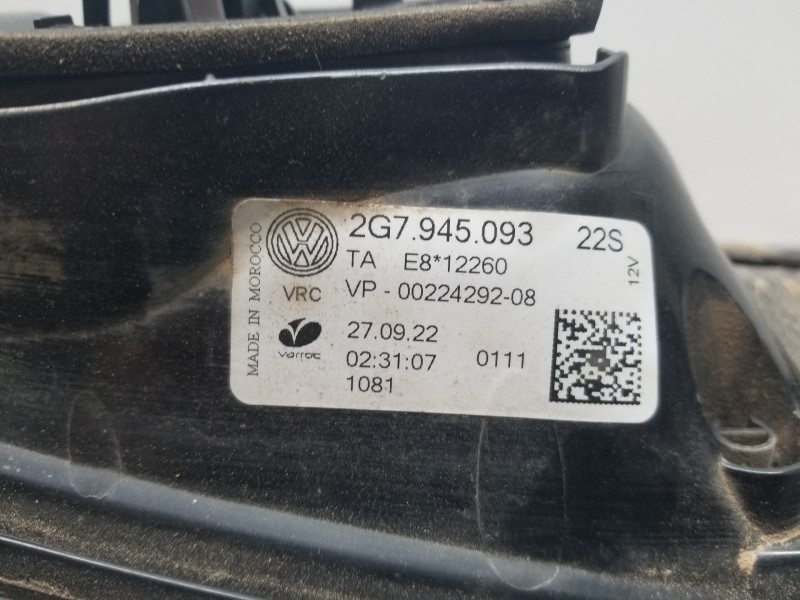 MADE IN MOROCCO
2G7.945.093 22S
TA E8*12260
12V
VRC VP - 00224292-08
varroc
27.09.22
02:31:07 0111
1081